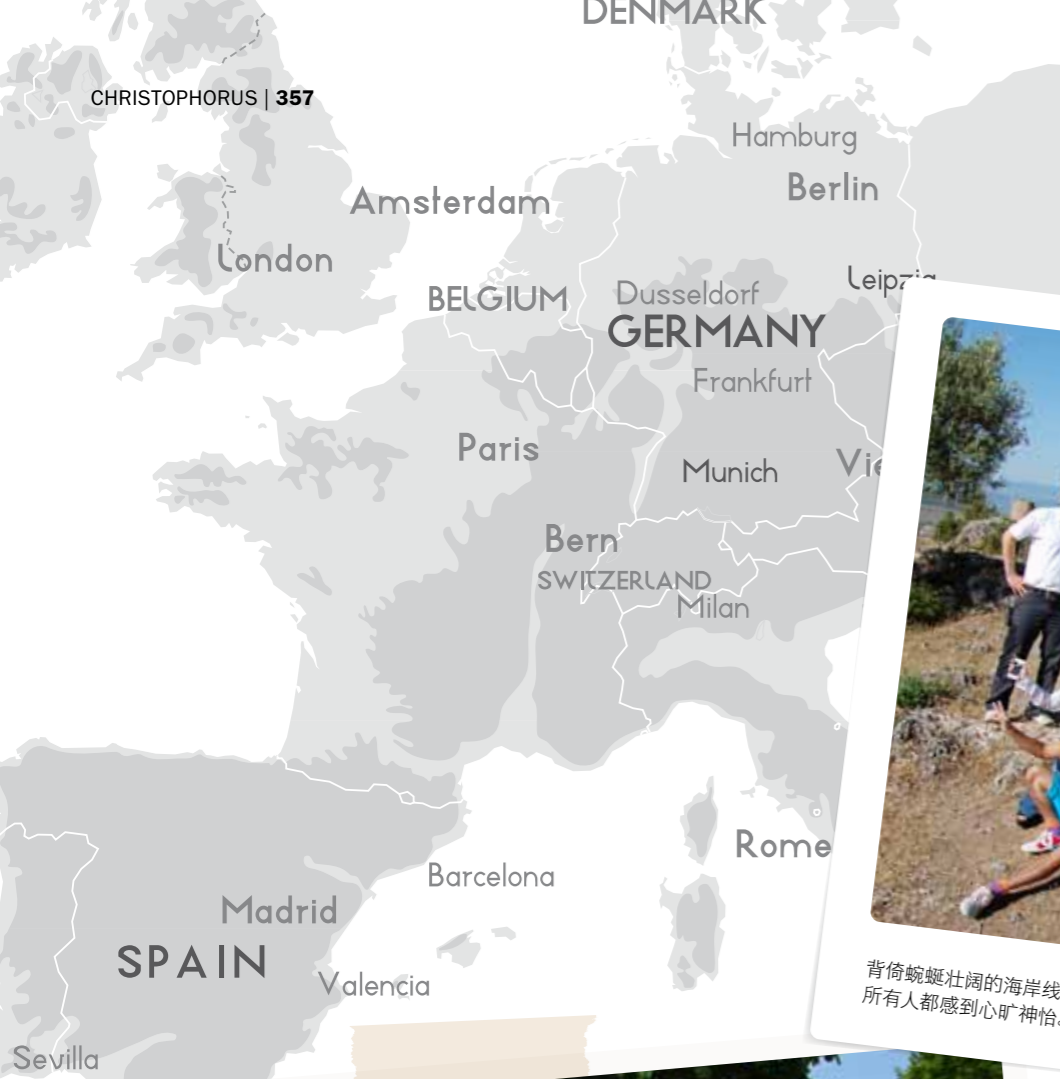 DENMARK
CHRISTOPHORUS | 357
Hamburg
Berlin
Amsterdam
London
Leipzig
BELGIUM
Dusseldorf
GERMANY
Frankfurt
Paris
Munich
Vie
Bern
SWITZERLAND
Milan
Rome
Barcelona
Madrid
SPAIN
Valencia
背倚蜿蜒壮阔的海岸线
所有人都感到心旷神怡。
Sevilla